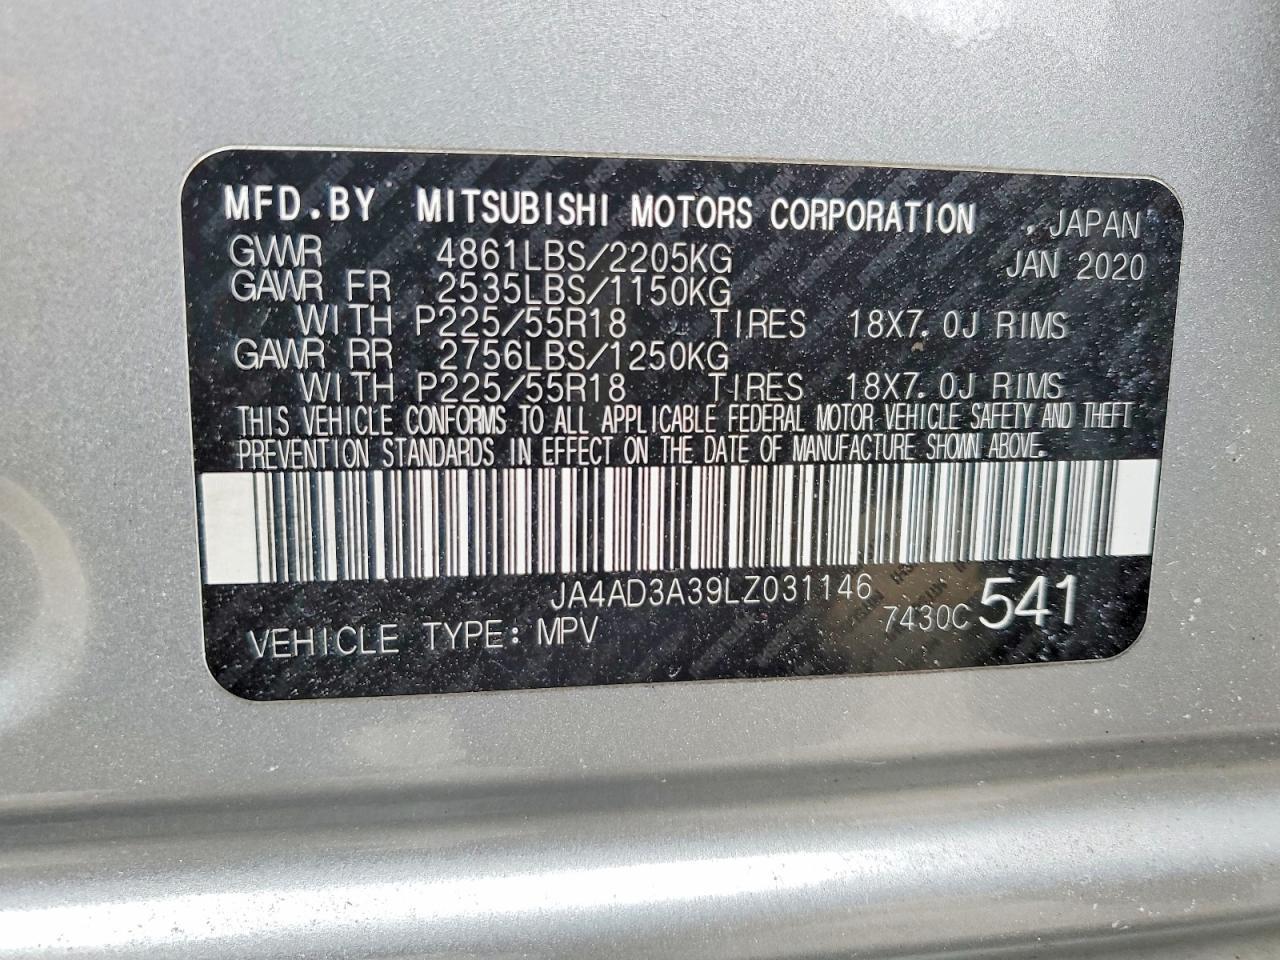 MFD.BY MITSUBISHI MOTORS CORPORATION . JAPAN
GVWR 4861LBS/2205KG JAN 2020
GAWR FR 2535LBS/1150KG
WITH P225/55R18 TIRES 18X7.0J RIMS
GAWR RR 2756LBS/1250KG
WITH P225/55R18 TIRES 18X7.0J RIMS
THIS VEHICLE CONFORMS TO ALL APPLICABLE FEDERAL MOTOR VEHICLE SAFETY AND THEFT
PREVENTION STANDARDS IN EFFECT ON THE DATE OF MANUFACTURE SHOWN ABOVE.
JA4AD3A39LZ031146
VEHICLE TYPE: MPV 7430C 541